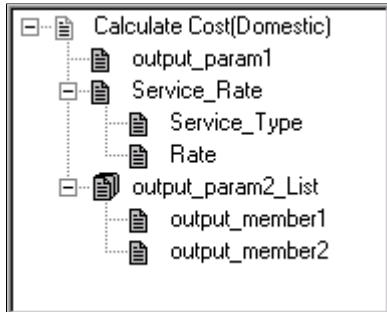 Calculate Cost(Domestic)
output_param1
Service_Rate
Service_Type
Rate
output_param2_List
output_member1
output_member2